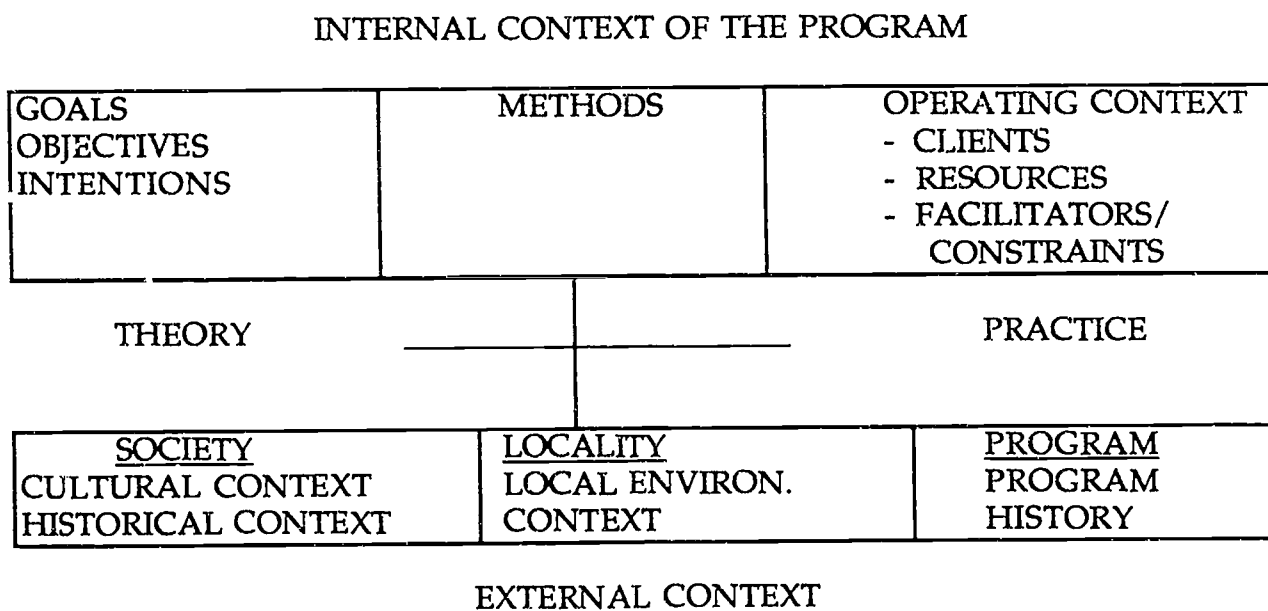 INTERNAL CONTEXT OF THE PROGRAM
GOALS
OBJECTIVES
INTENTIONS
METHODS
OPERATING CONTEXT
- CLIENTS
- RESOURCES
- FACILITATORS/
CONSTRAINTS
THEORY
PRACTICE
SOCIETY
CULTURAL CONTEXT
HISTORICAL CONTEXT
LOCALITY
LOCAL ENVIRON.
CONTEXT
PROGRAM
PROGRAM
HISTORY
EXTERNAL CONTEXT